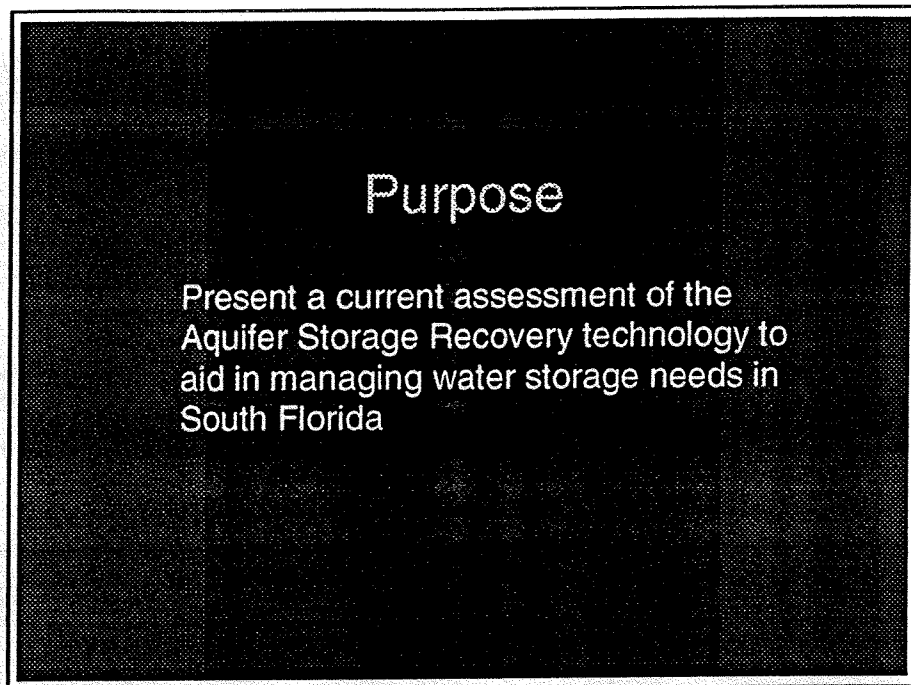 Purpose
Present a current assessment of the
Aquifer Storage Recovery technology to
aid in managing water storage needs in
South Florida